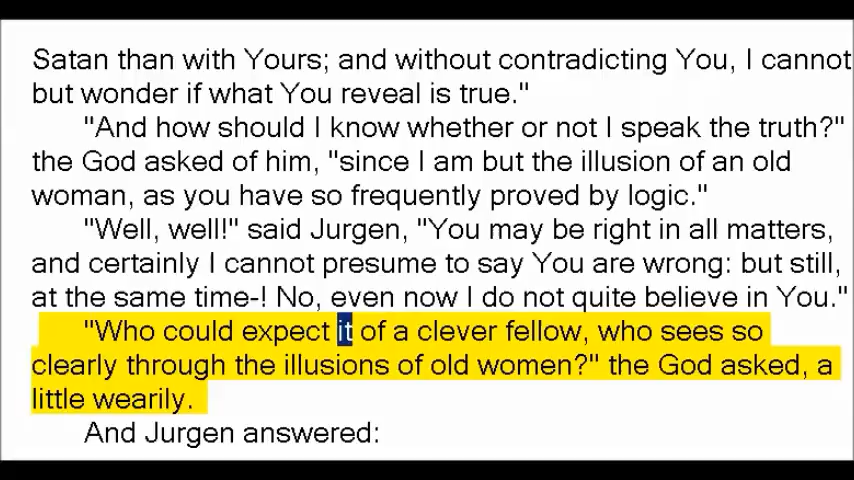 Satan than with Yours; and without contradicting You, I cannot
but wonder if what You reveal is true."
"And how should I know whether or not I speak the truth?"
the God asked of him, "since I am but the illusion of an old
woman, as you have so frequently proved by logic."
"Well, well!" said Jurgen, "You may be right in all matters,
and certainly I cannot presume to say You are wrong: but still,
at the same time-! No, even now I do not quite believe in You."
"Who could expect it of a clever fellow, who sees so
clearly through the illusions of old women?" the God asked, a
little wearily.
And Jurgen answered: